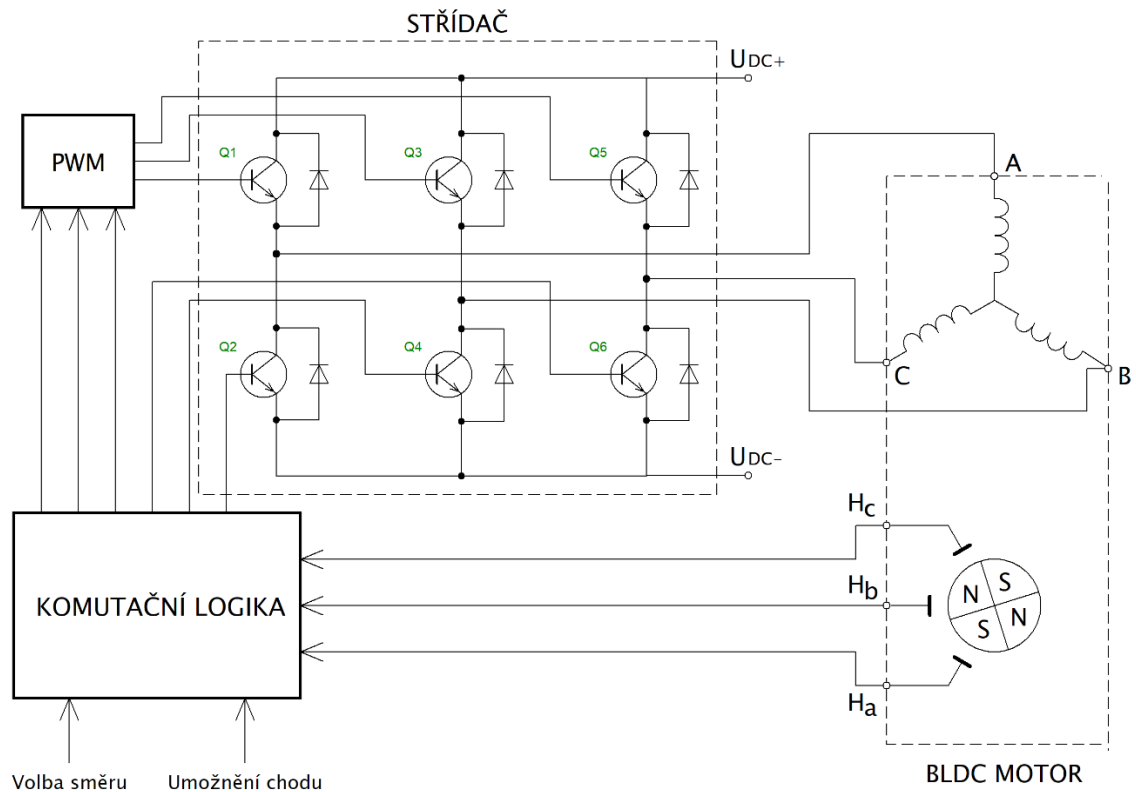 STŘÍDAČ
UDC+
PWM
Q1
Q3
Q5
A
Q2
Q4
Q6
C
B
UDC-
Hc
KOMUTAČNÍ LOGIKA
Hb
N
S
S
N
Ha
Volba směru
Umožnění chodu
BLDC MOTOR